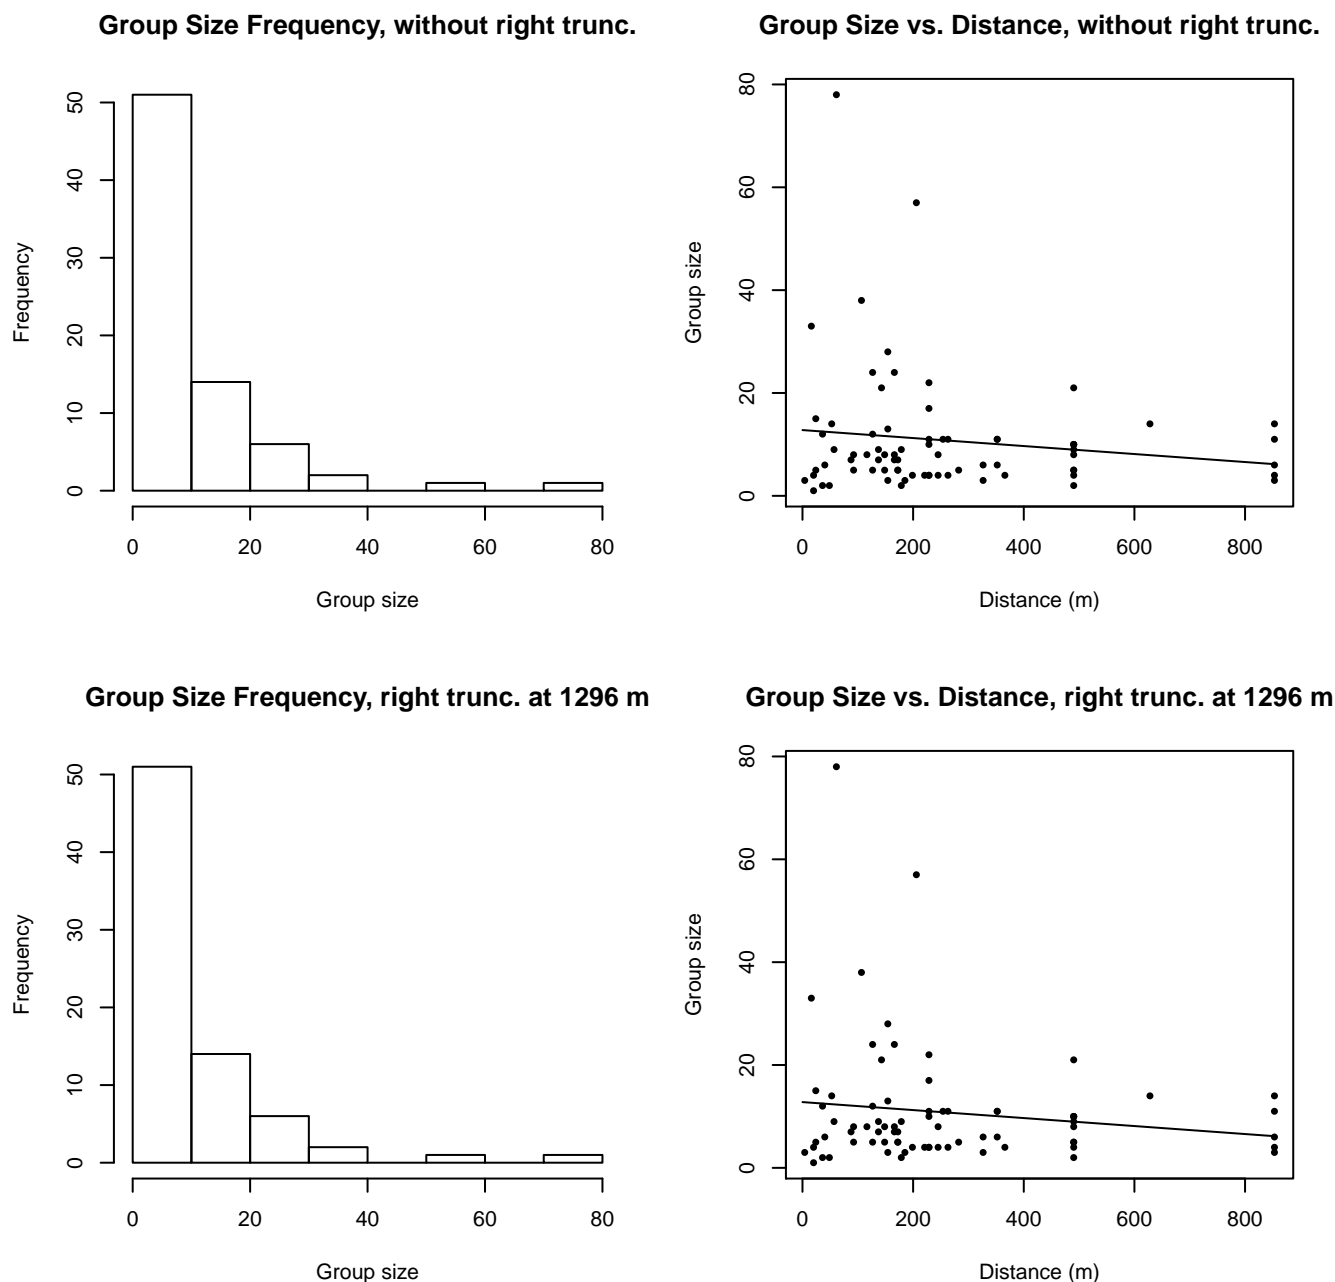 Group Size Frequency, without right trunc.
50
40
30
20
10
0
Frequency
0 20 40 60 80
Group size
Group Size vs. Distance, without right trunc.
80
60
40
20
0
Group size
0 200 400 600 800
Distance (m)
Group Size Frequency, right trunc. at 1296 m
50
40
30
20
10
0
Frequency
0 20 40 60 80
Group size
Group Size vs. Distance, right trunc. at 1296 m
80
60
40
20
0
Group size
0 200 400 600 800
Distance (m)